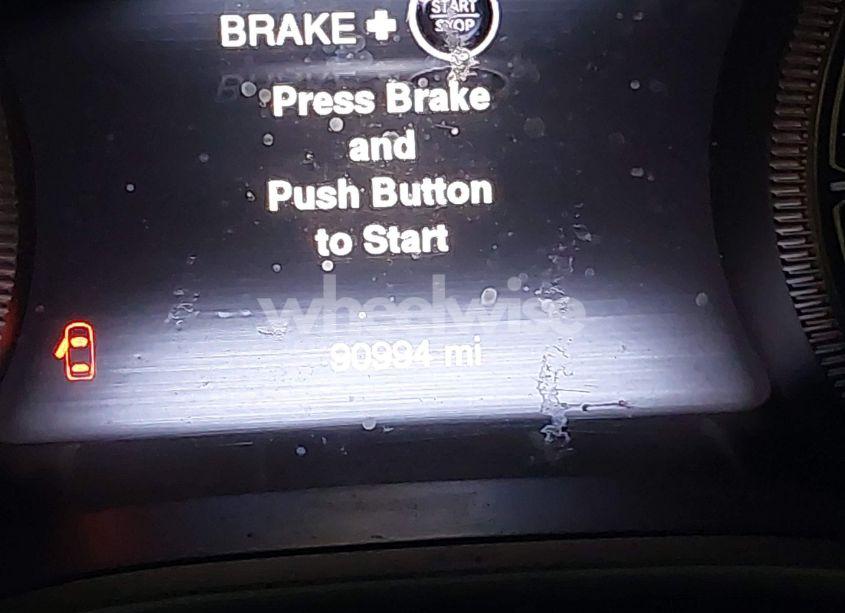 BRAKE + START STOP
Press Brake
and
Push Button
to Start
wheelwise
90994 mi